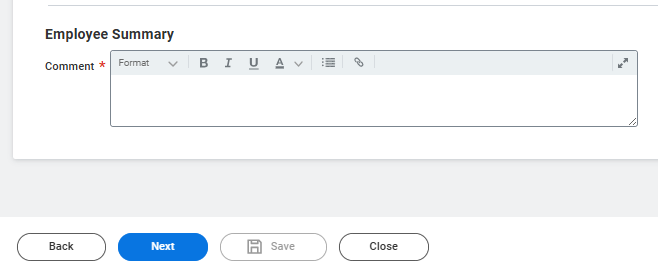 Employee Summary
Comment *
Format B I U A
Back Next Save Close